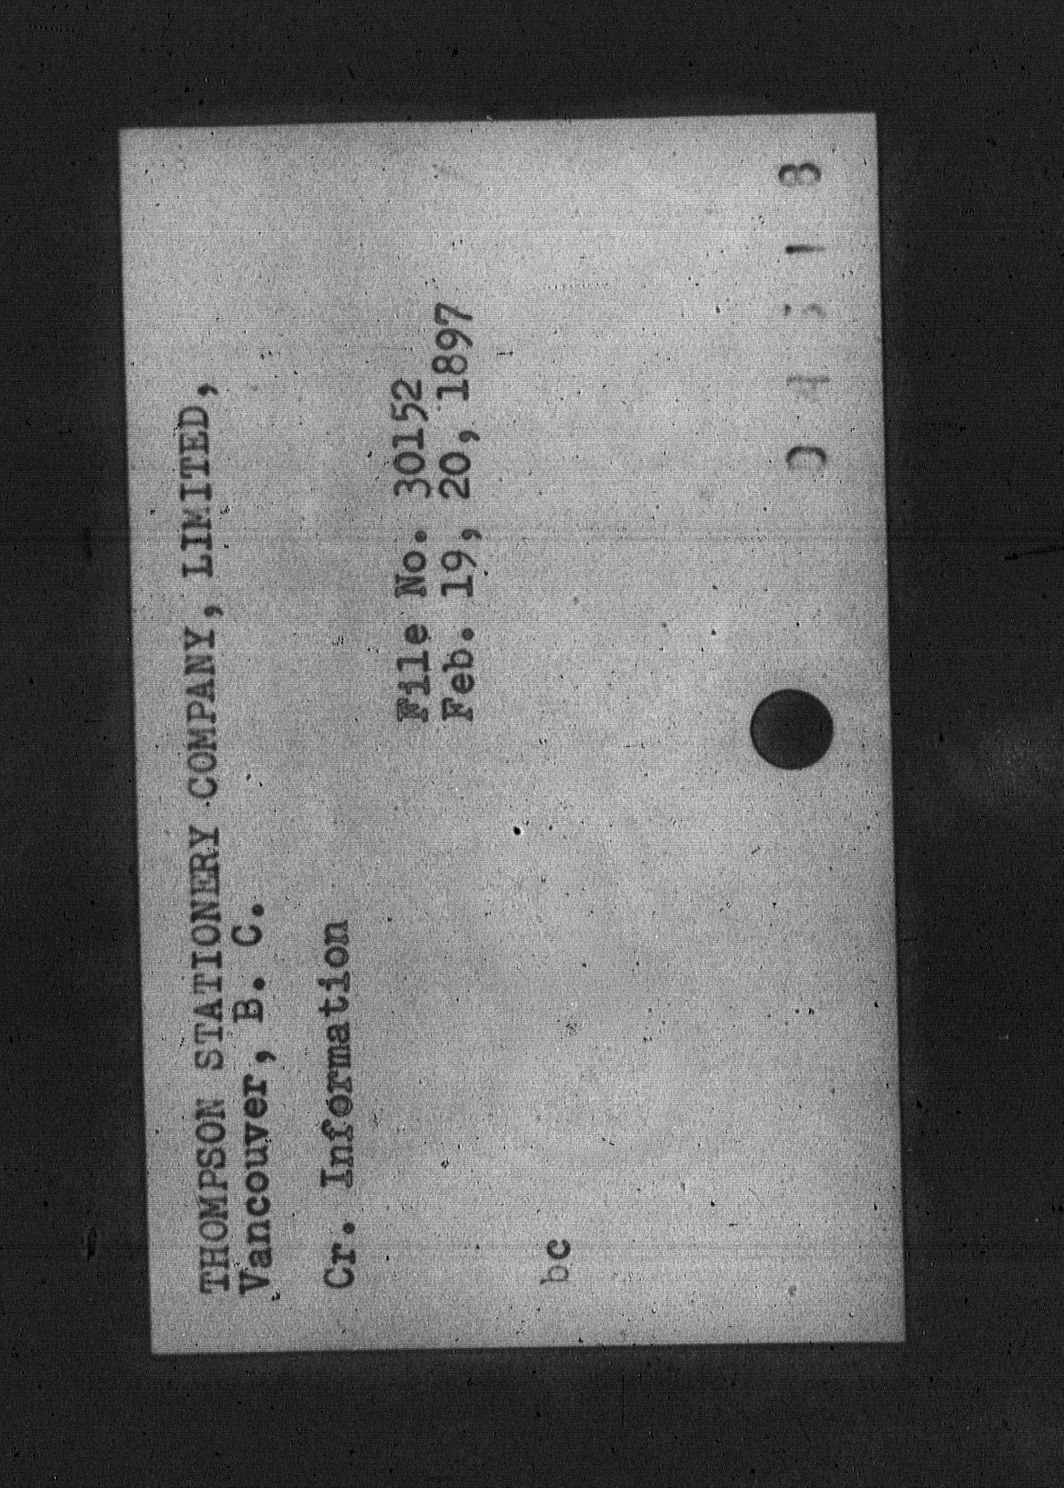 THOMPSON STATIONERY COMPANY, LIMITED,
Vancouver, B. C.
Cr. Information
File No. 30152
Feb. 19, 20, 1897
bc